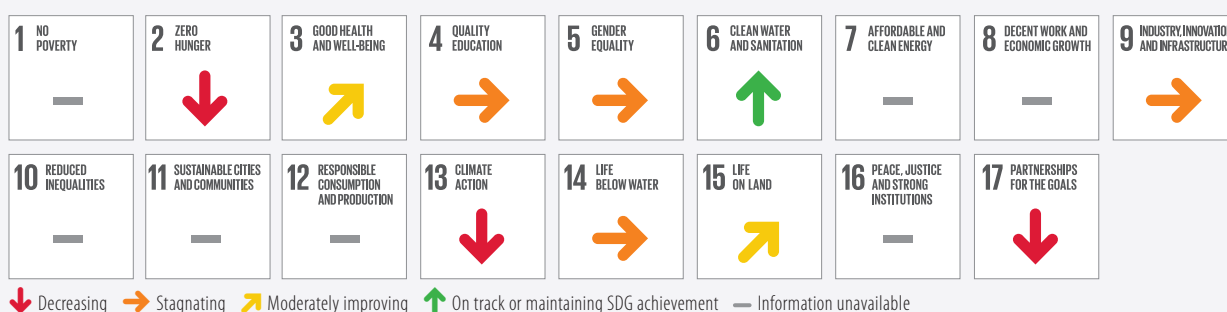 1 NO POVERTY
2 ZERO HUNGER
3 GOOD HEALTH AND WELL-BEING
4 QUALITY EDUCATION
5 GENDER EQUALITY
6 CLEAN WATER AND SANITATION
7 AFFORDABLE AND CLEAN ENERGY
8 DECENT WORK AND ECONOMIC GROWTH
9 INDUSTRY, INNOVATION AND INFRASTRUCTURE
10 REDUCED INEQUALITIES
11 SUSTAINABLE CITIES AND COMMUNITIES
12 RESPONSIBLE CONSUMPTION AND PRODUCTION
13 CLIMATE ACTION
14 LIFE BELOW WATER
15 LIFE ON LAND
16 PEACE, JUSTICE AND STRONG INSTITUTIONS
17 PARTNERSHIPS FOR THE GOALS
Decreasing Stagnating Moderately improving On track or maintaining SDG achievement Information unavailable